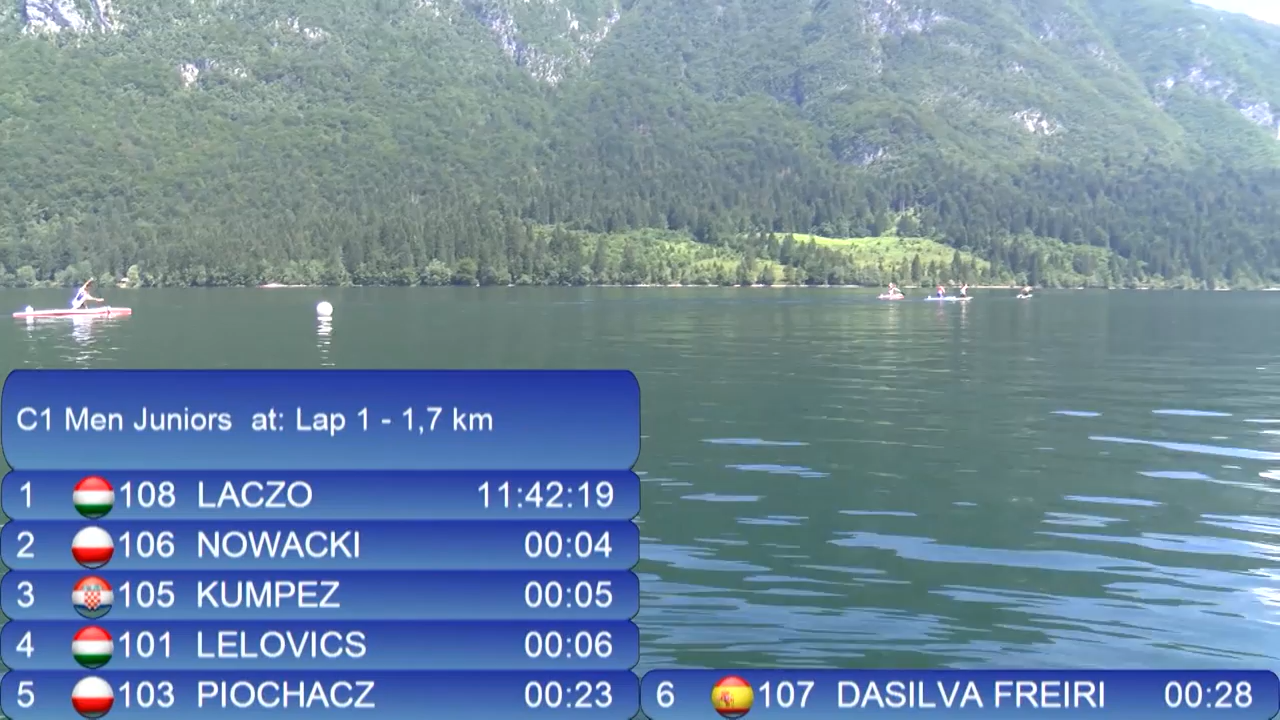 C1 Men Juniors at: Lap 1 - 1,7 km
1 108 LACZO 11:42:19
2 106 NOWACKI 00:04
3 105 KUMPEZ 00:05
4 101 LELOVICS 00:06
5 103 PIOCHACZ 00:23
6 107 DASILVA FREIRI 00:28